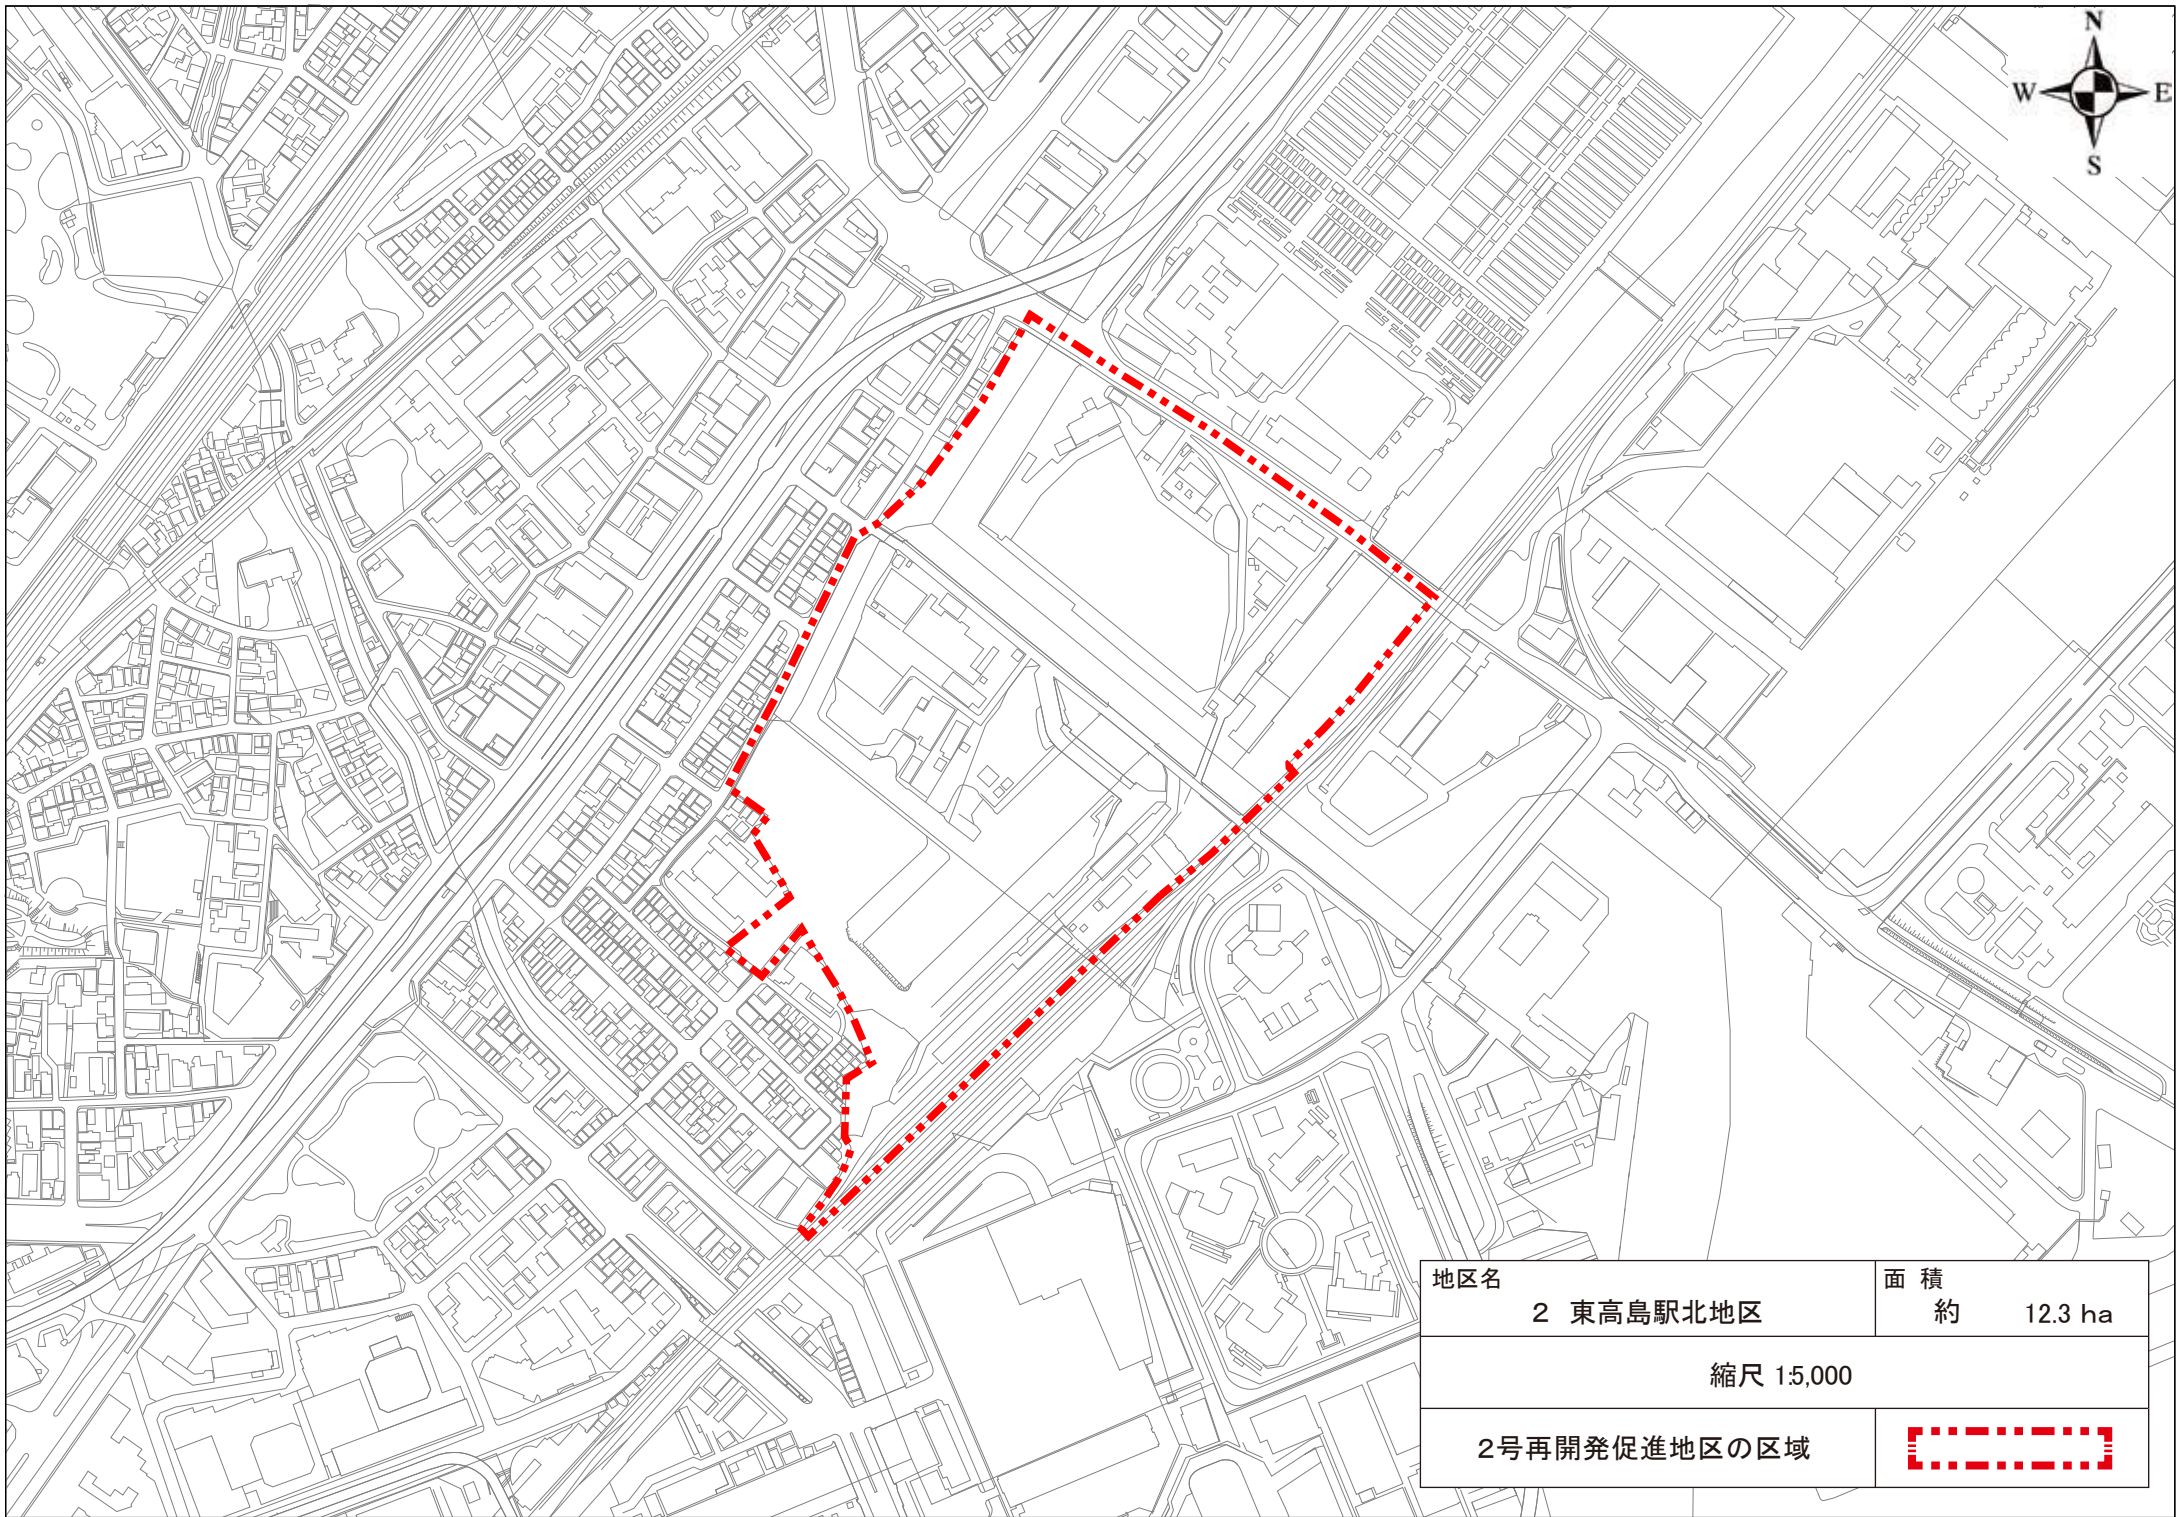 N
W E
S
地区名
2 東高島駅北地区
面 積
約 12.3 ha
縮尺 1:5,000
2号再開発促進地区の区域